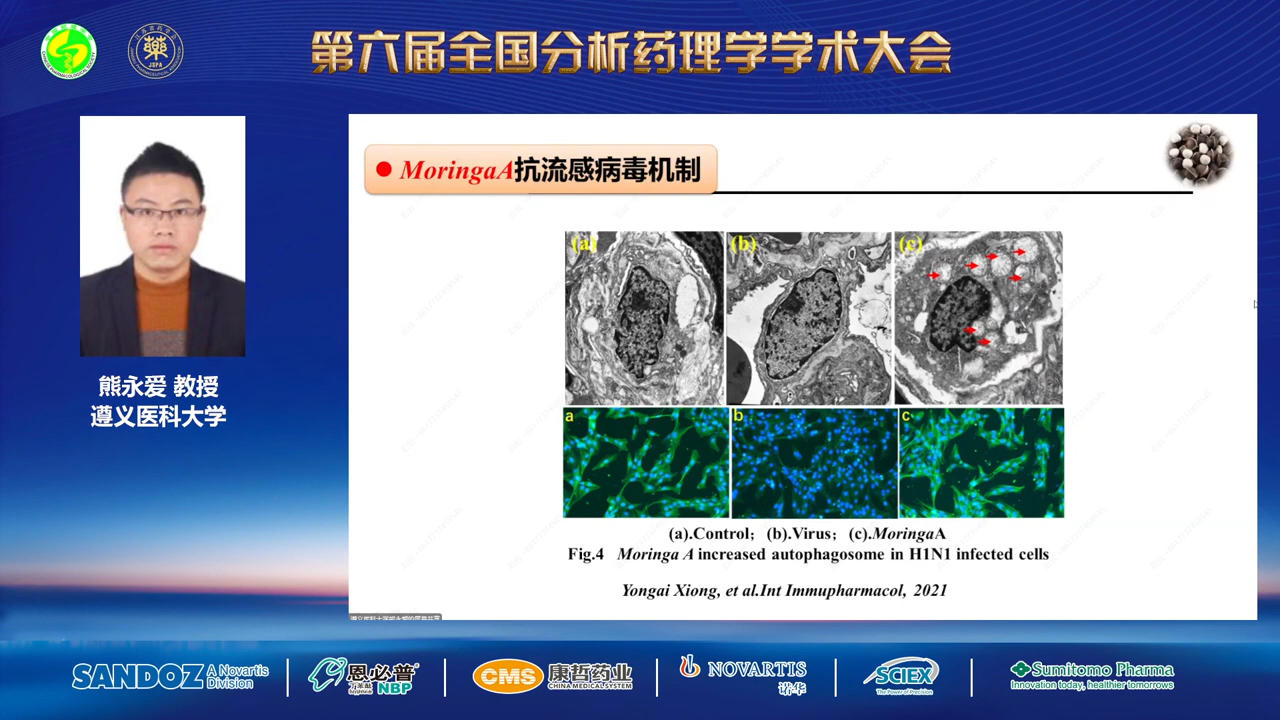 第六届全国分析药理学学术大会
JSPA
熊永爱 教授
遵义医科大学
● MoringaA抗流感病毒机制
(a) (b) (c)
a b c
(a).Control；(b).Virus；(c).MoringaA
Fig.4 Moringa A increased autophagosome in H1N1 infected cells
Yongai Xiong, et al.Int Immupharmacol, 2021
SANDOZ A Novartis Division
恩必普 NBP
CMS 康哲药业 CHINA MEDICAL SYSTEM
NOVARTIS 诺华
SCIEX The Power of Precision
Sumitomo Pharma
Innovation today, healthier tomorrows